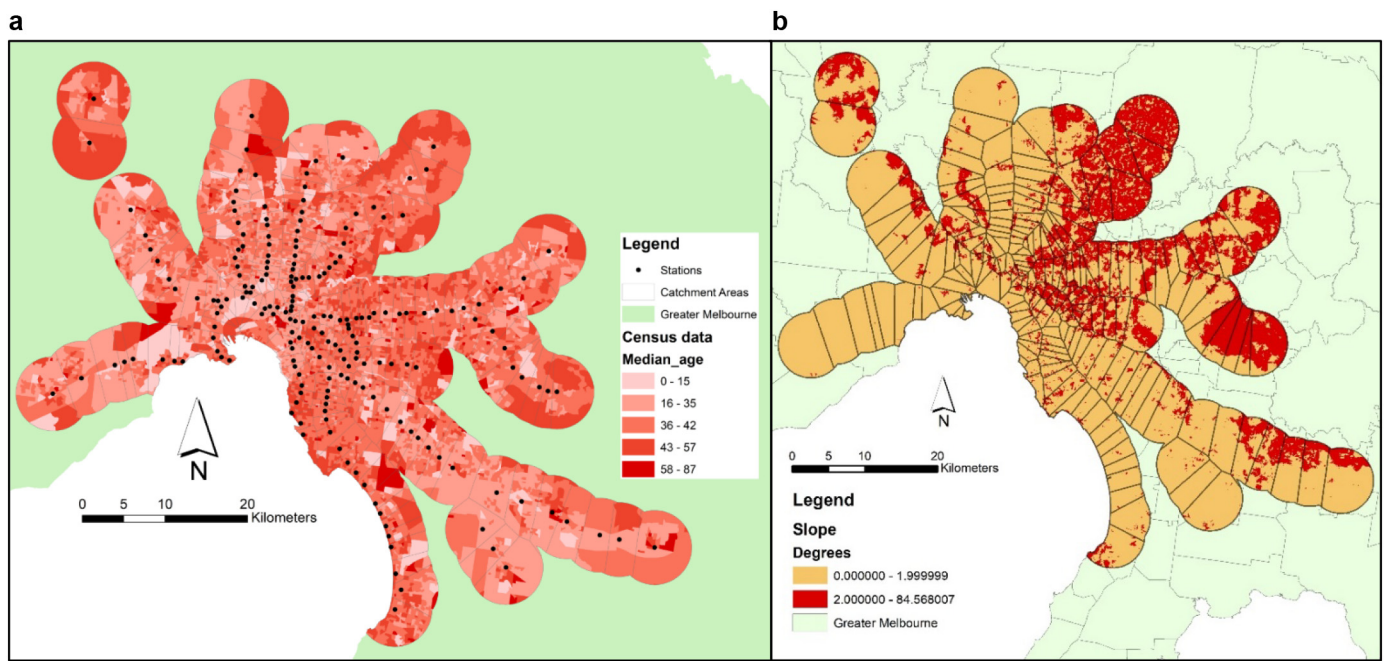 a
Legend
Stations
Catchment Areas
Greater Melbourne
Census data
Median_age
0 - 15
16 - 35
36 - 42
43 - 57
58 - 87
N
0 5 10 20
Kilometers
b
N
0 5 10 20
Kilometers
Legend
Slope
Degrees
0.000000 - 1.999999
2.000000 - 84.568007
Greater Melbourne